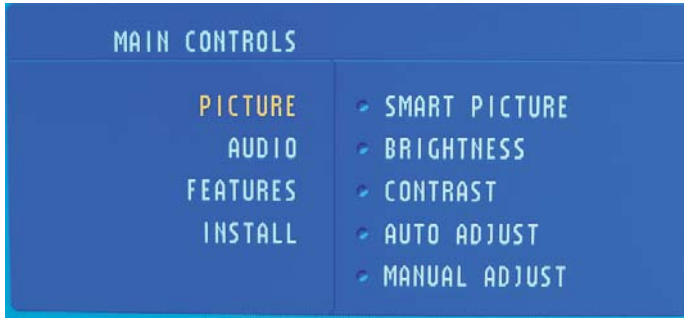 MAIN CONTROLS
PICTURE
AUDIO
FEATURES
INSTALL
SMART PICTURE
BRIGHTNESS
CONTRAST
AUTO ADJUST
MANUAL ADJUST